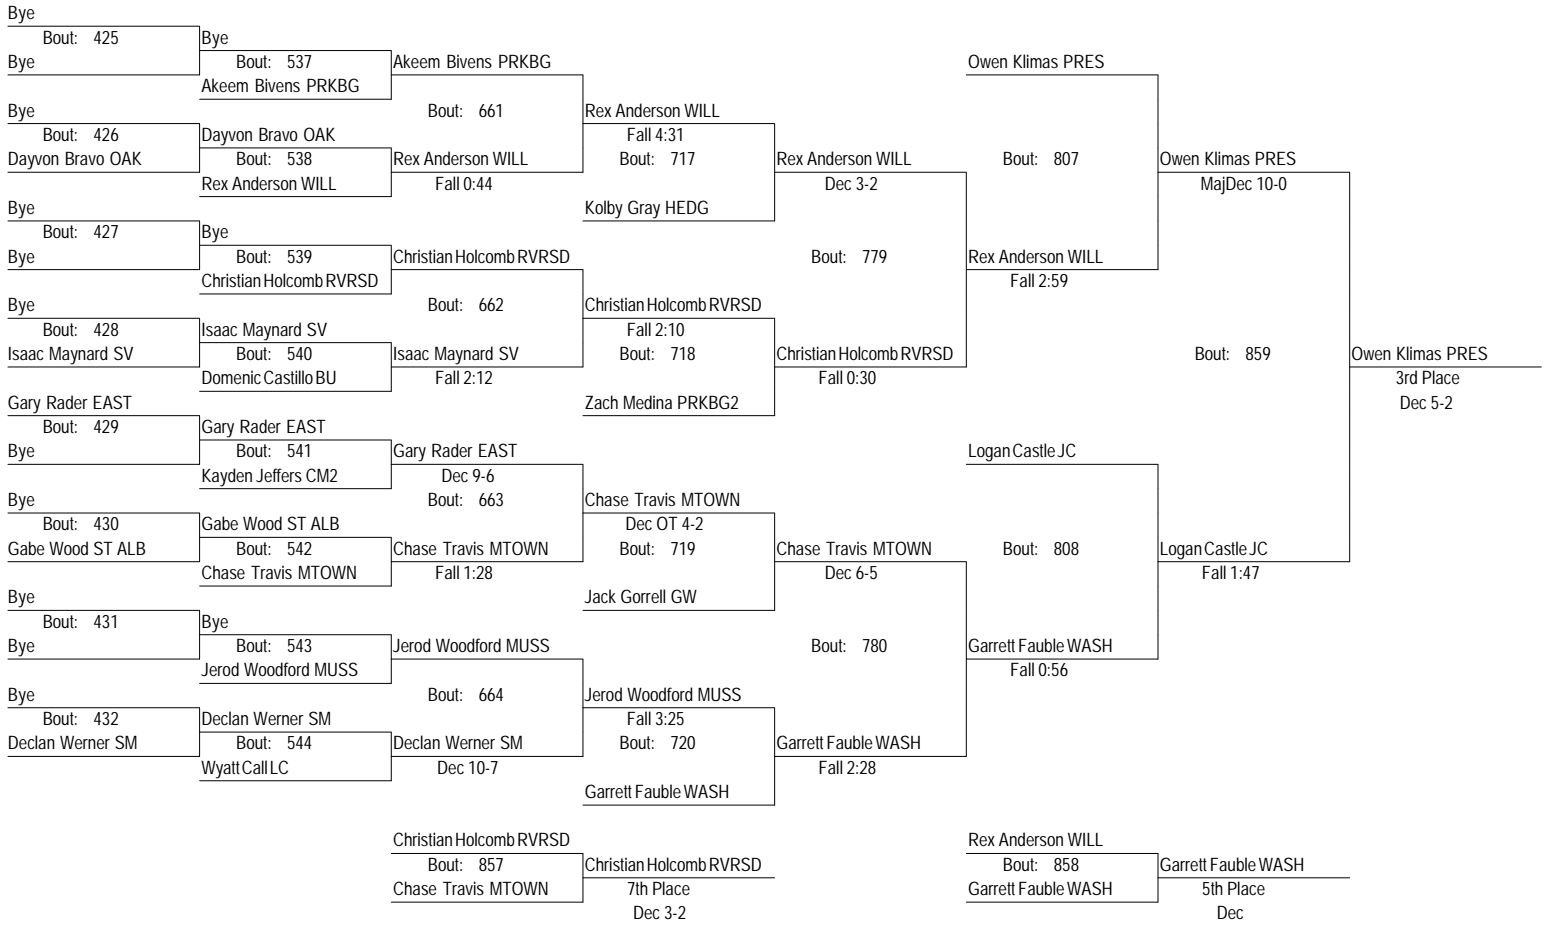 Bye
Bout: 425
Bye
Bye
Bout: 537
Akeem Bivens PRKBG
Bye
Bout: 426
Dayvon Bravo OAK
Dayvon Bravo OAK
Bout: 538
Rex Anderson WILL
Bye
Bout: 427
Bye
Bye
Bout: 539
Christian Holcomb RVRSD
Bye
Bout: 428
Isaac Maynard SV
Isaac Maynard SV
Bout: 540
Domenic Castillo BU
Gary Rader EAST
Bout: 429
Bye
Gary Rader EAST
Bout: 541
Kayden Jeffers CM2
Bye
Bout: 430
Gabe Wood ST ALB
Gabe Wood ST ALB
Bout: 542
Chase Travis MTOWN
Bye
Bout: 431
Bye
Bye
Bout: 543
Jerod Woodford MUSS
Bye
Bout: 432
Declan Werner SM
Declan Werner SM
Bout: 544
Wyatt Call LC
Akeem Bivens PRKBG
Bout: 661
Rex Anderson WILL
Fall 0:44
Christian Holcomb RVRSD
Bout: 662
Isaac Maynard SV
Fall 2:12
Gary Rader EAST
Dec 9-6
Bout: 663
Chase Travis MTOWN
Fall 1:28
Jerod Woodford MUSS
Bout: 664
Declan Werner SM
Dec 10-7
Rex Anderson WILL
Fall 4:31
Bout: 717
Kolby Gray HEDG
Christian Holcomb RVRSD
Fall 2:10
Bout: 718
Zach Medina PRKBG2
Chase Travis MTOWN
Dec OT 4-2
Bout: 719
Jack Gorrell GW
Jerod Woodford MUSS
Fall 3:25
Bout: 720
Garrett Fauble WASH
Rex Anderson WILL
Dec 3-2
Bout: 779
Christian Holcomb RVRSD
Fall 0:30
Chase Travis MTOWN
Dec 6-5
Bout: 780
Garrett Fauble WASH
Fall 2:28
Owen Klimas PRES
Bout: 807
Rex Anderson WILL
Fall 2:59
Logan Castle JC
Bout: 808
Garrett Fauble WASH
Fall 0:56
Owen Klimas PRES
MajDec 10-0
Bout: 859
Logan Castle JC
Fall 1:47
Owen Klimas PRES
3rd Place
Dec 5-2
Christian Holcomb RVRSD
Bout: 857
Chase Travis MTOWN
Christian Holcomb RVRSD
7th Place
Dec 3-2
Rex Anderson WILL
Bout: 858
Garrett Fauble WASH
Garrett Fauble WASH
5th Place
Dec